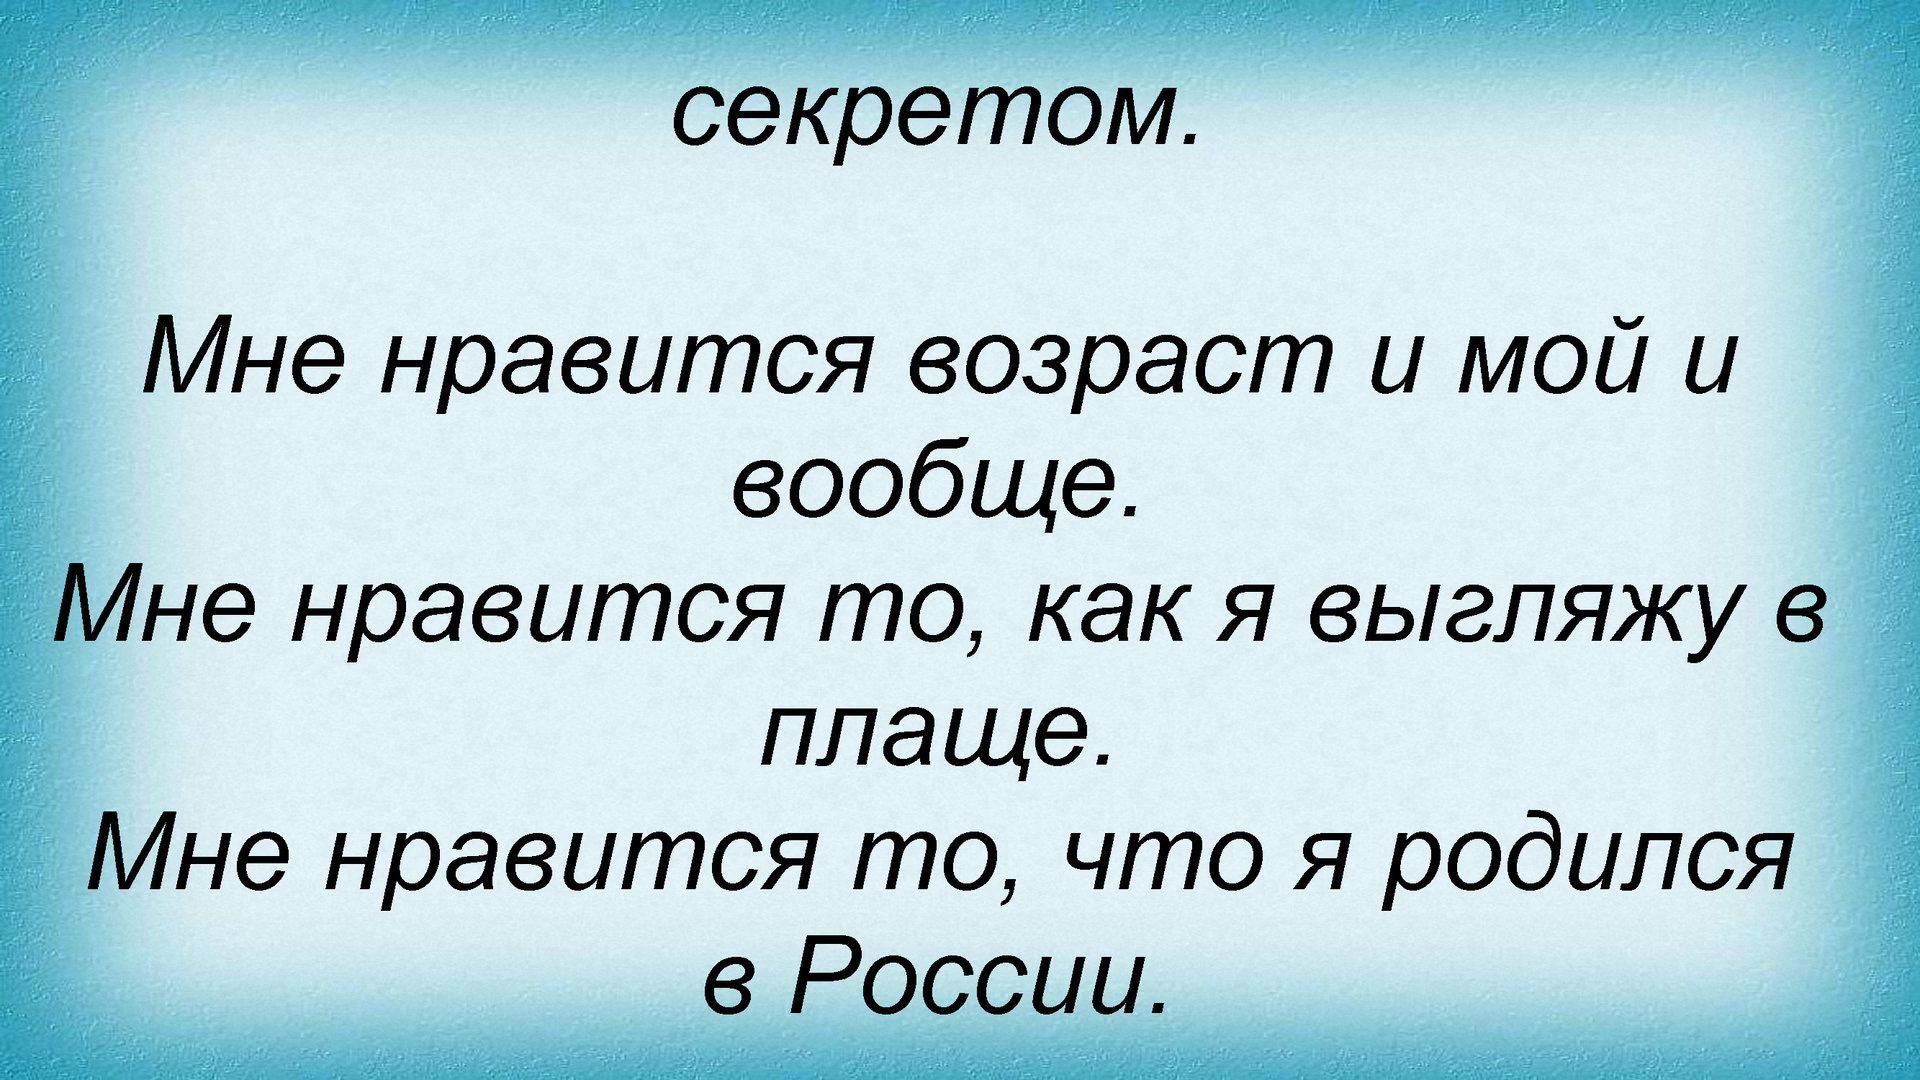 секретом.
Мне нравится возраст и мой и
вообще.
Мне нравится то, как я выгляжу в
плаще.
Мне нравится то, что я родился
в России.